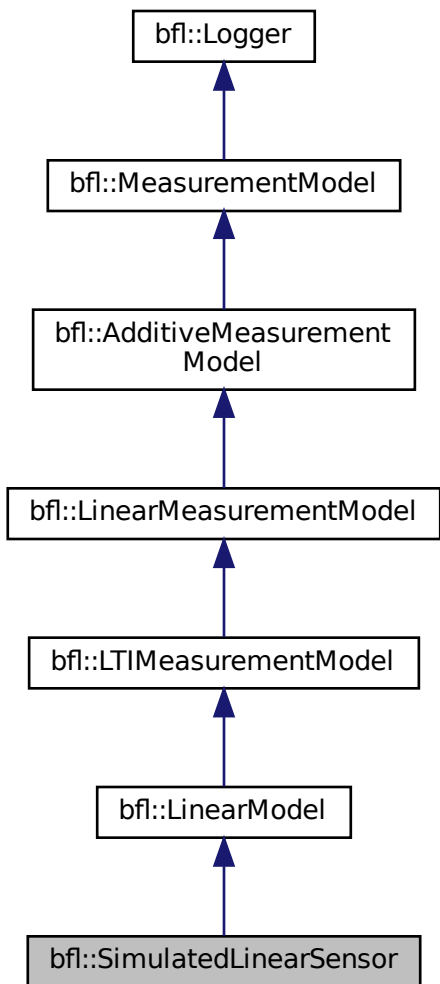 bfl::Logger
bfl::MeasurementModel
bfl::AdditiveMeasurement
Model
bfl::LinearMeasurementModel
bfl::LTIMeasurementModel
bfl::LinearModel
bfl::SimulatedLinearSensor